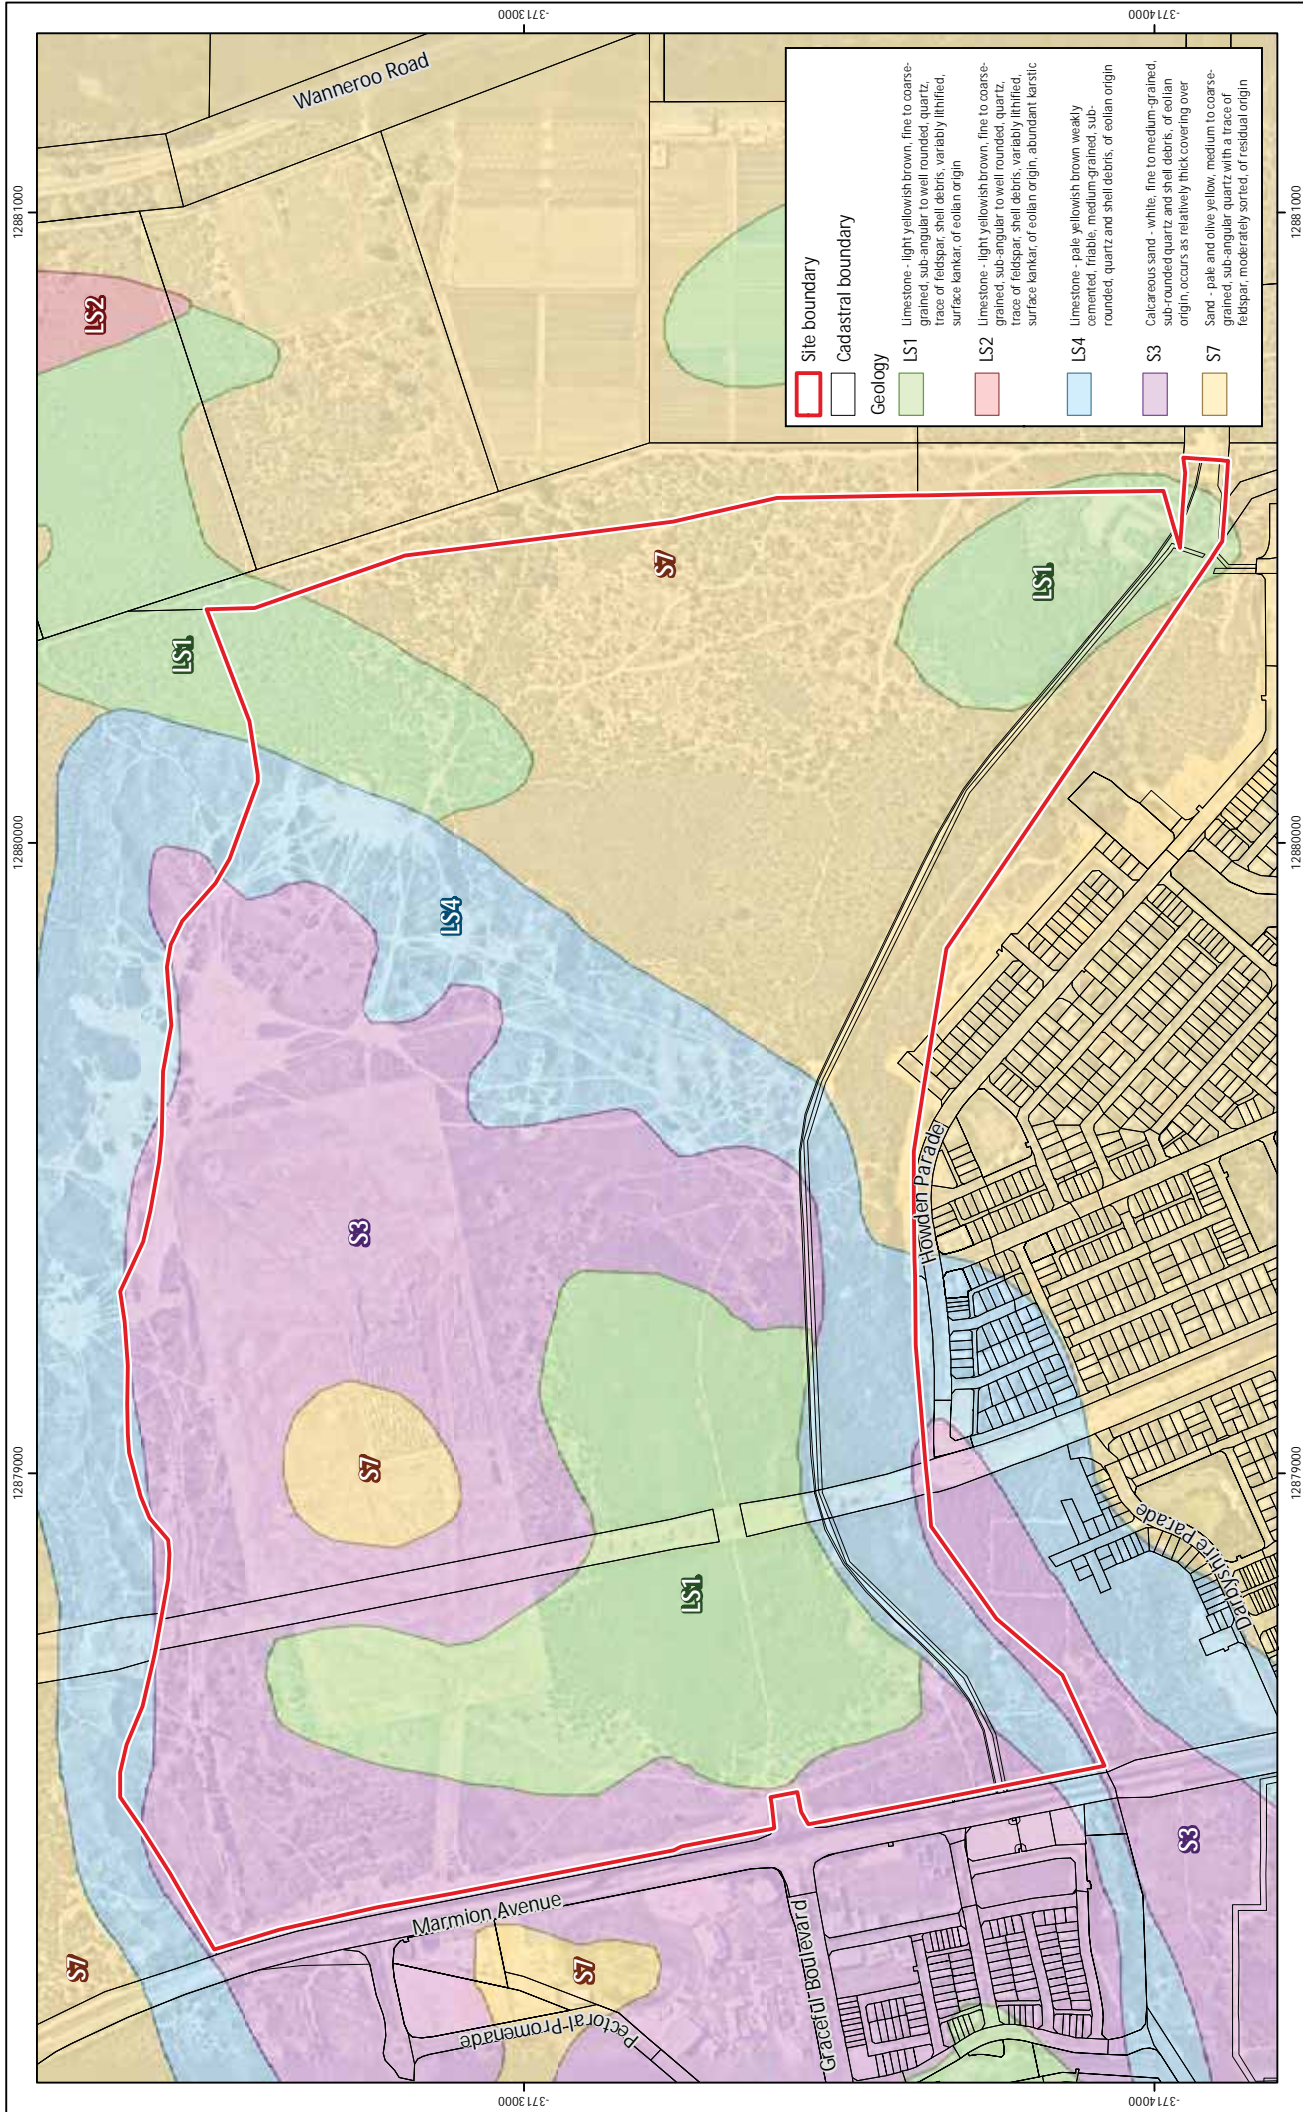 12879000
12880000
12881000
-3713000
-3714000
-3713000
-3714000
12879000
12880000
12881000
Wanneroo Road
Marmion Avenue
Pectoral Promenade
Graceful Boulevard
Howden Parade
Darbyshire Parade
S7
LS1
LS2
LS4
S3
S7
S7
LS1
S7
LS1
S3
Site boundary
Cadastral boundary
Geology
LS1
Limestone - light yellowish brown, fine to coarse-
grained, sub-angular to well rounded, quartz,
trace of feldspar, shell debris, variably lithified,
surface kankar, of eolian origin
LS2
Limestone - light yellowish brown, fine to coarse-
grained, sub-angular to well rounded, quartz,
trace of feldspar, shell debris, variably lithified,
surface kankar, of eolian origin, abundant karstic
LS4
Limestone - pale yellowish brown weakly
cemented, friable, medium-grained, sub-
rounded, quartz and shell debris, of eolian origin
S3
Calcareous sand - white, fine to medium-grained,
sub-rounded quartz and shell debris, of eolian
origin, occurs as relatively thick covering over
S7
Sand - pale and olive yellow, medium to coarse-
grained, sub-angular quartz with a trace of
feldspar, moderately sorted, of residual origin